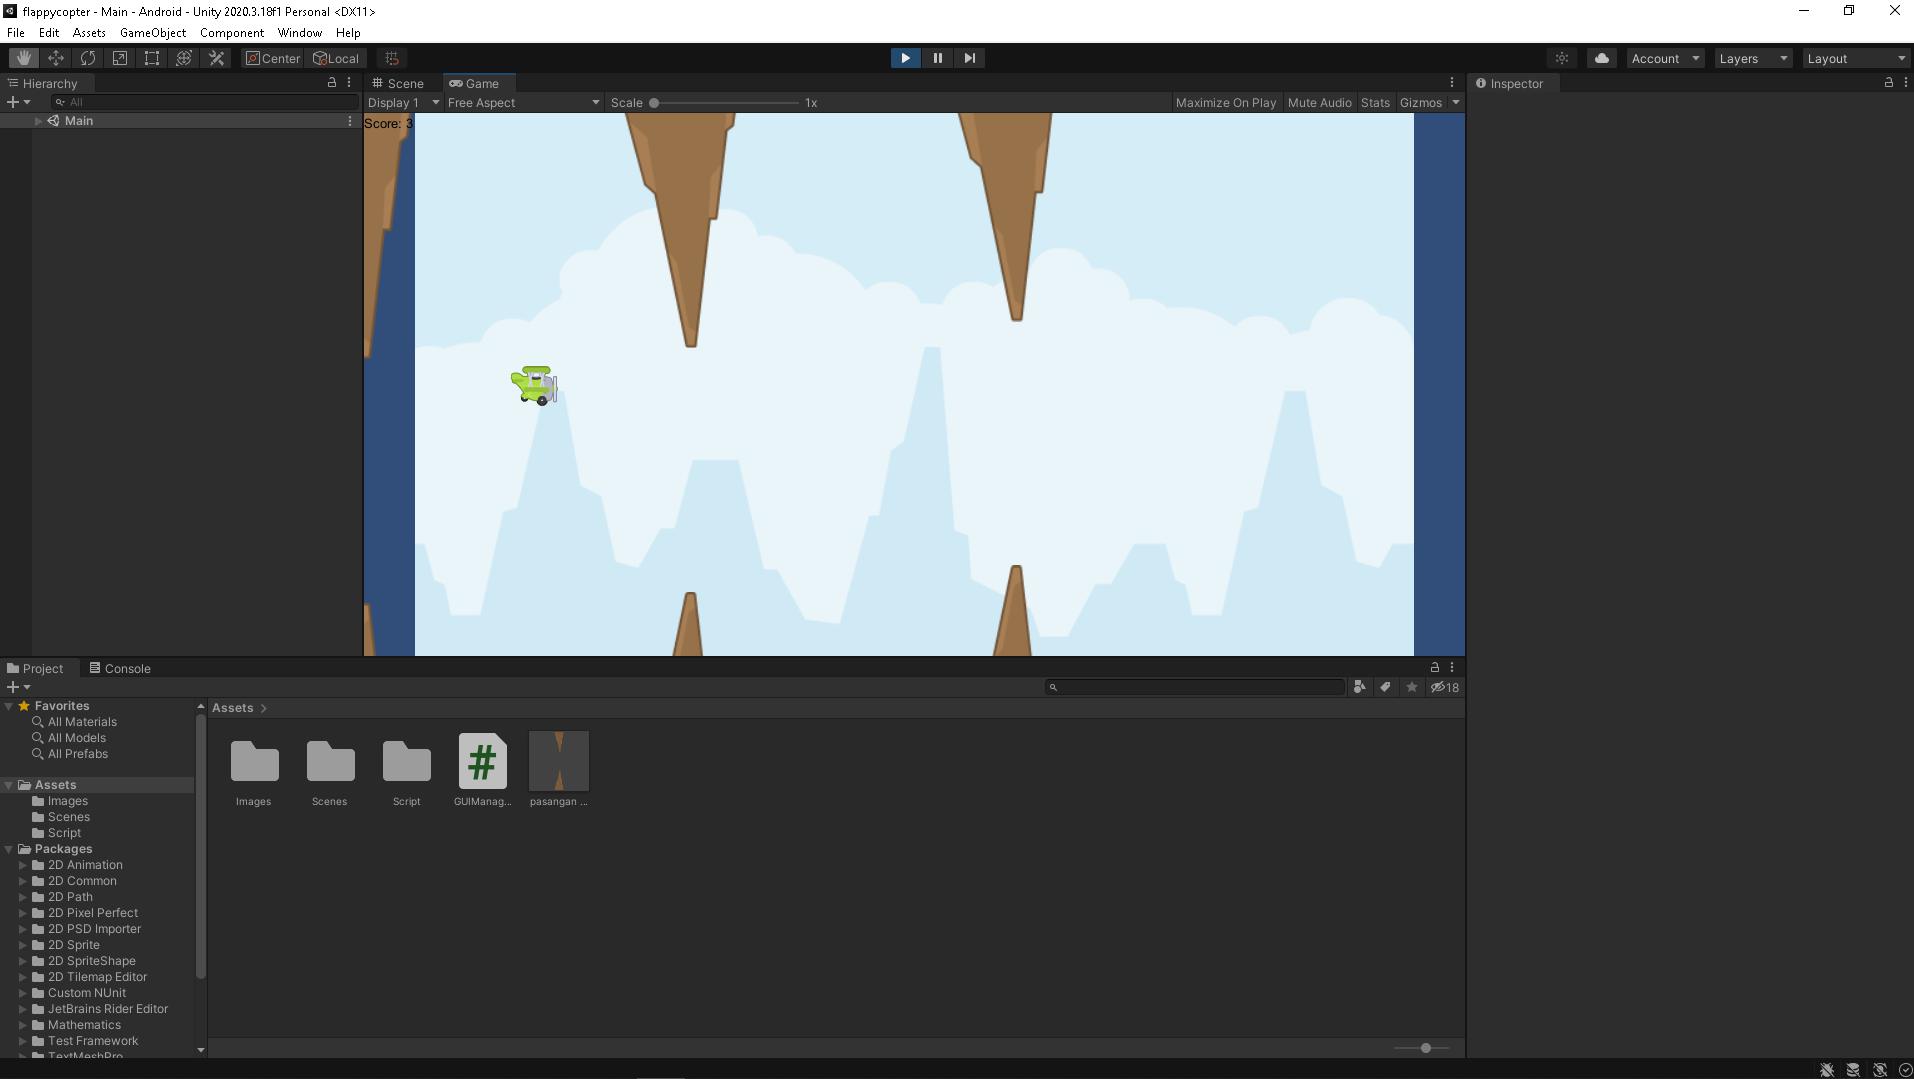 flappycopter - Main - Android - Unity 2020.3.18f1 Personal <DX11>
File Edit Assets GameObject Component Window Help
Center Local Account Layers Layout
Hierarchy Scene Game Inspector
All Display 1 Free Aspect Scale 1x Maximize On Play Mute Audio Stats Gizmos
Main
Score: 3
Project Console
18
Favorites
All Materials
All Models
All Prefabs
Assets
Images
Scenes
Script
Packages
2D Animation
2D Common
2D Path
2D Pixel Perfect
2D PSD Importer
2D Sprite
2D SpriteShape
2D Tilemap Editor
Custom NUnit
JetBrains Rider Editor
Mathematics
Test Framework
TextMeshPro
Assets
#
Images Scenes Script GUIManag... pasangan ...